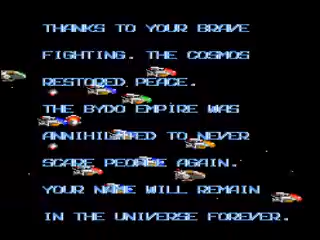 THANKS TO YOUR BRAVE
FIGHTING. THE COSMOS
RESTORED PEACE.
THE BYDO EMPIRE WAS
ANNIHILATED TO NEVER
SCARE PEOPLE AGAIN.
YOUR NAME WILL REMAIN
IN THE UNIVERSE FOREVER.